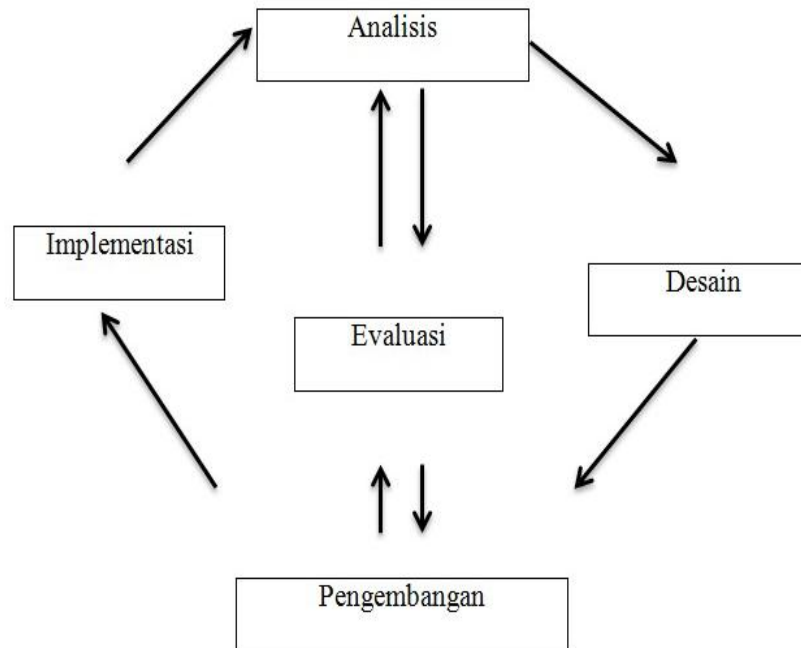 Analisis
Implementasi
Desain
Evaluasi
Pengembangan